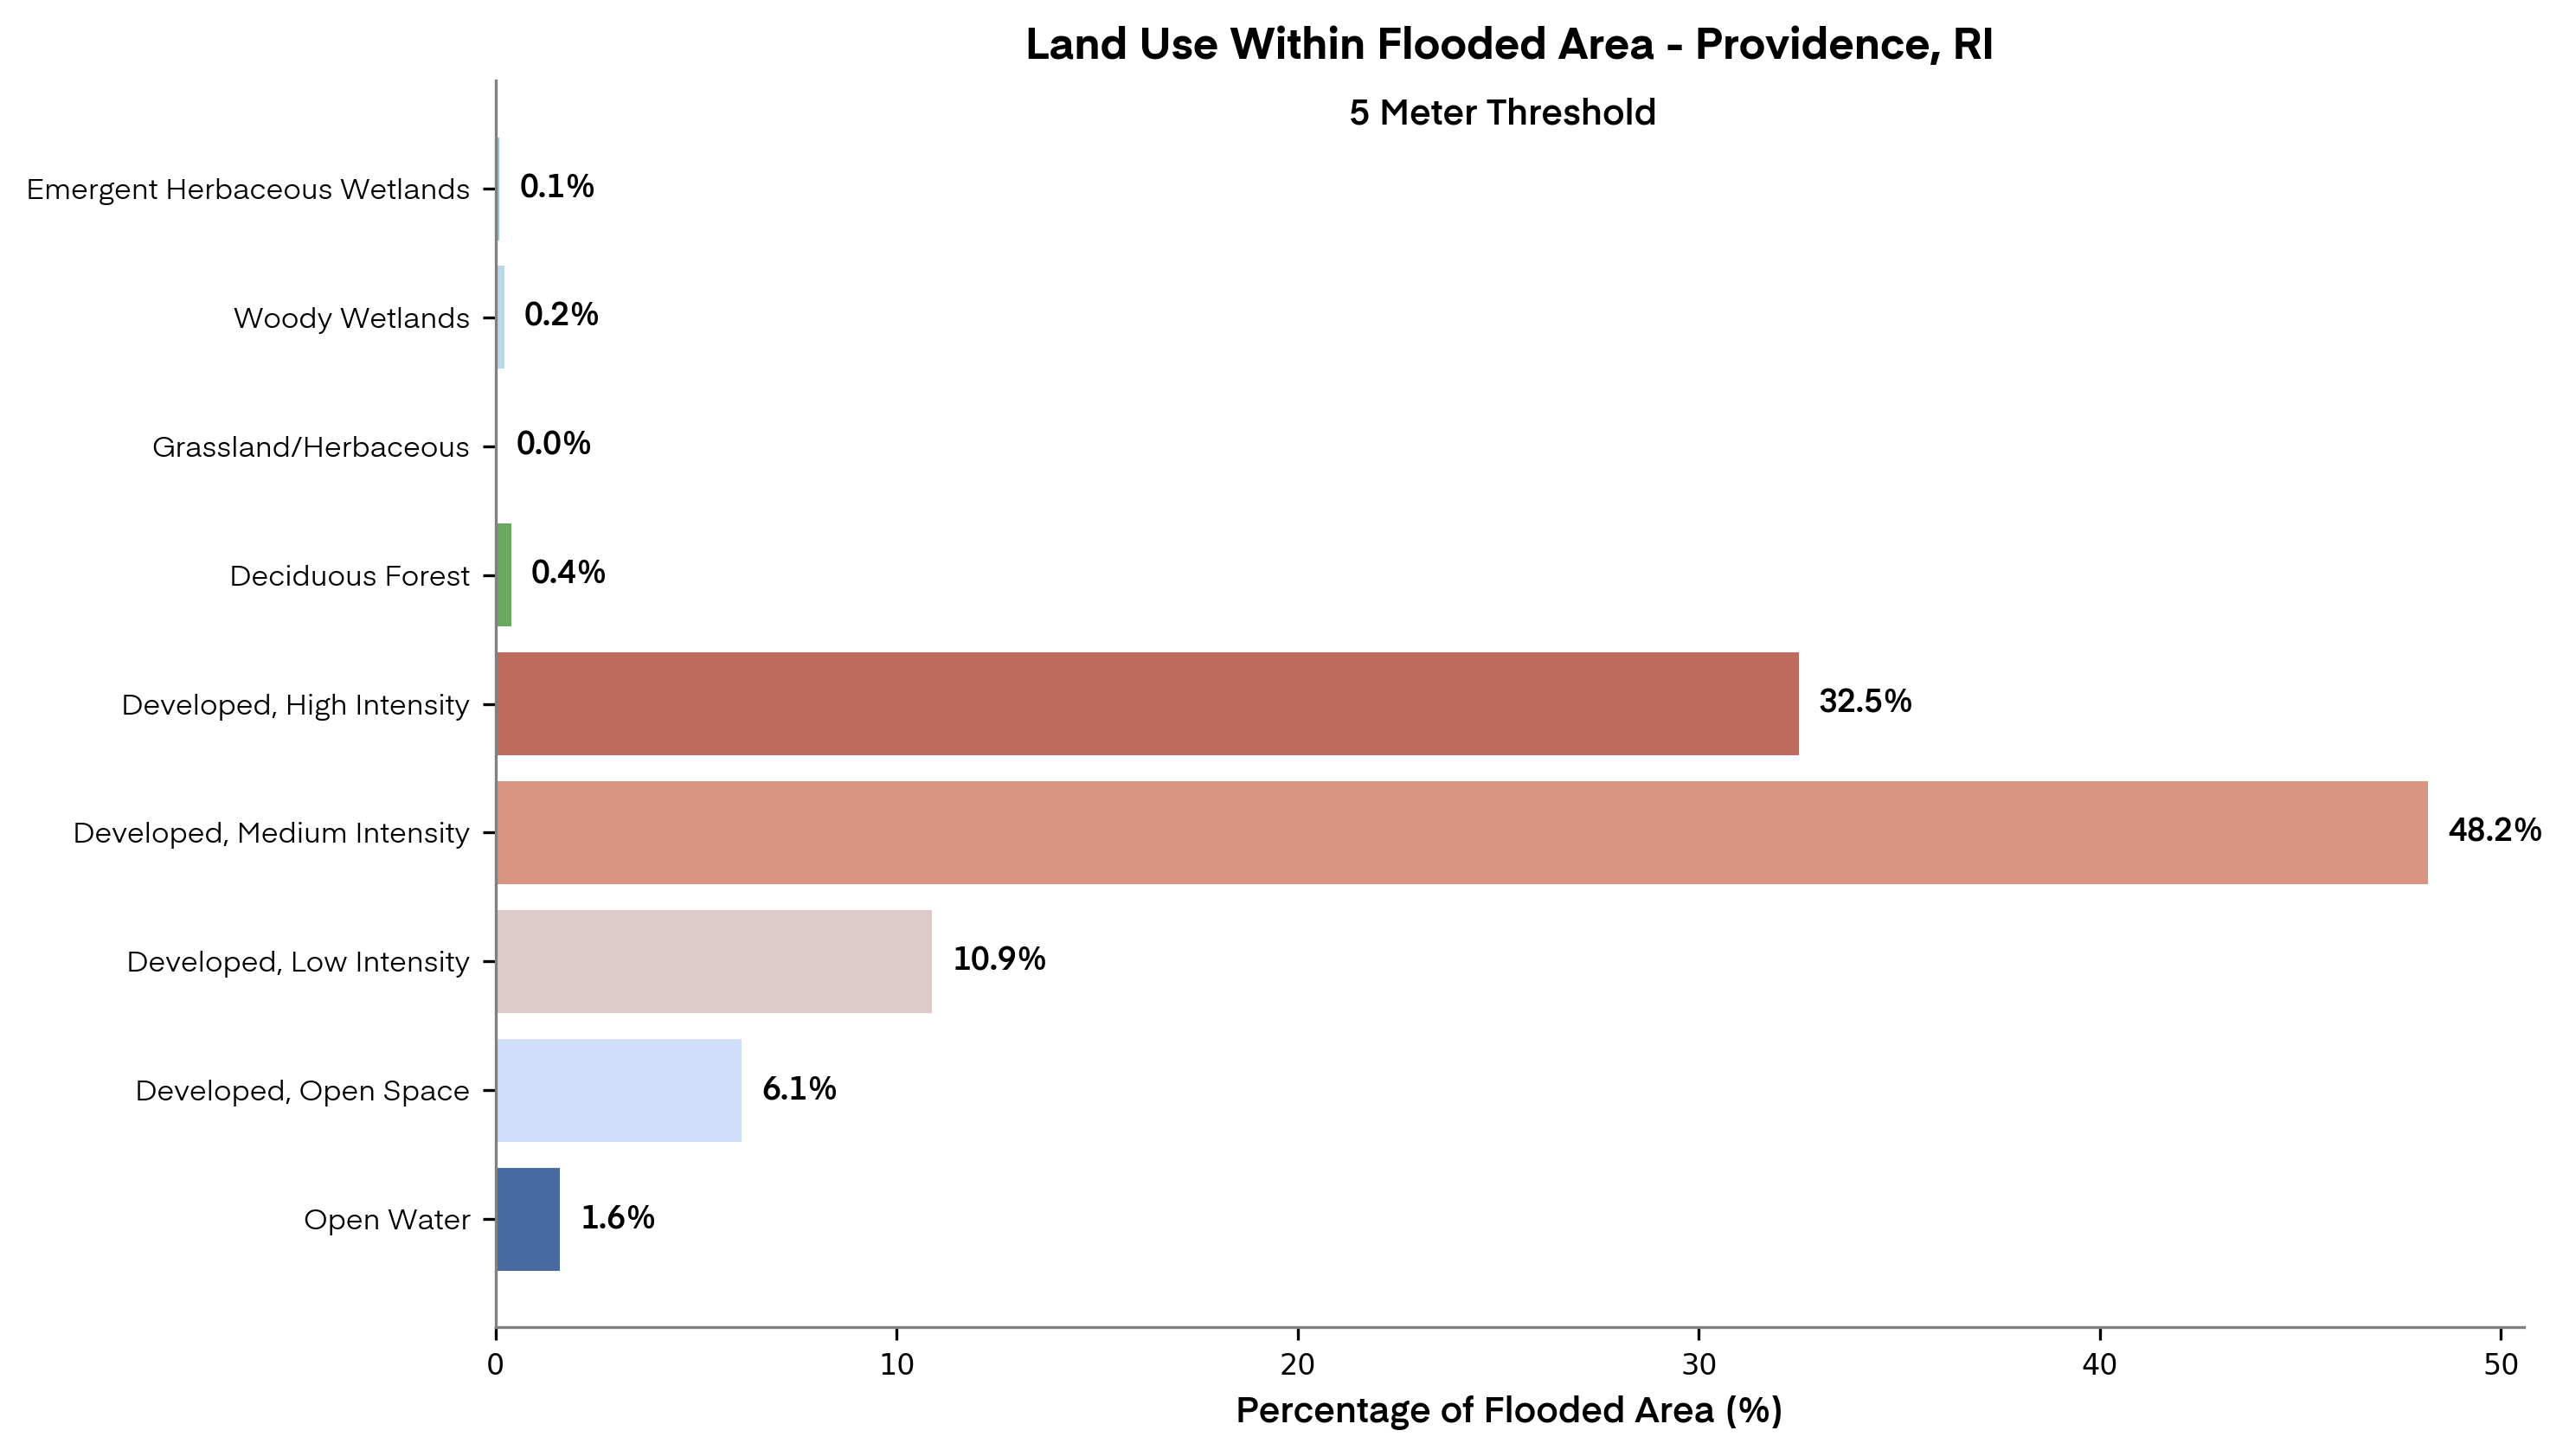 Land Use Within Flooded Area - Providence, RI
5 Meter Threshold
Emergent Herbaceous Wetlands 0.1%
Woody Wetlands 0.2%
Grassland/Herbaceous 0.0%
Deciduous Forest 0.4%
Developed, High Intensity 32.5%
Developed, Medium Intensity 48.2%
Developed, Low Intensity 10.9%
Developed, Open Space 6.1%
Open Water 1.6%
0 10 20 30 40 50
Percentage of Flooded Area (%)